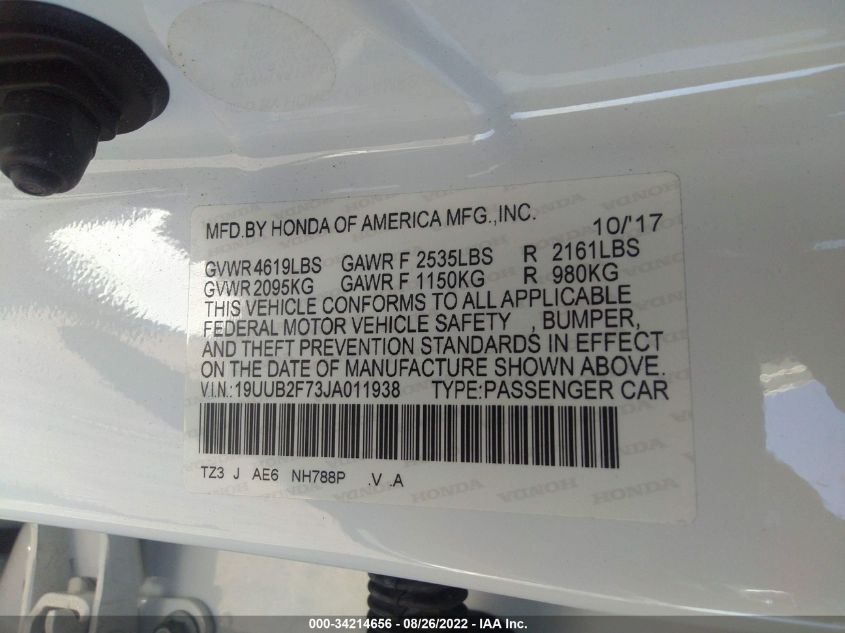 MFD.BY HONDA OF AMERICA MFG.,INC. 10/'17
GVWR 4619LBS GAWR F 2535LBS R 2161LBS
GVWR 2095KG GAWR F 1150KG R 980KG
THIS VEHICLE CONFORMS TO ALL APPLICABLE
FEDERAL MOTOR VEHICLE SAFETY , BUMPER,
AND THEFT PREVENTION STANDARDS IN EFFECT
ON THE DATE OF MANUFACTURE SHOWN ABOVE.
V.I.N.:19UUB2F73JA011938 TYPE:PASSENGER CAR
TZ3 J AE6 NH788P .V .A
HONDA HONDA HONDA
000-34214656 - 08/26/2022 - IAA Inc.